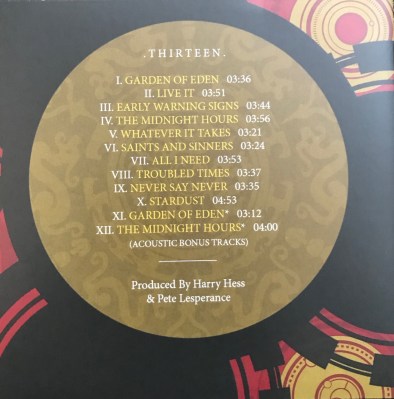 .THIRTEEN.
I. GARDEN OF EDEN 03:36
II. LIVE IT 03:51
III. EARLY WARNING SIGNS 03:44
IV. THE MIDNIGHT HOURS 03:56
V. WHATEVER IT TAKES 03:21
VI. SAINTS AND SINNERS 03:24
VII. ALL I NEED 03:53
VIII. TROUBLED TIMES 03:37
IX. NEVER SAY NEVER 03:35
X. STARDUST 04:53
XI. GARDEN OF EDEN* 03:12
XII. THE MIDNIGHT HOURS* 04:00
(ACOUSTIC BONUS TRACKS)
Produced By Harry Hess
& Pete Lesperance